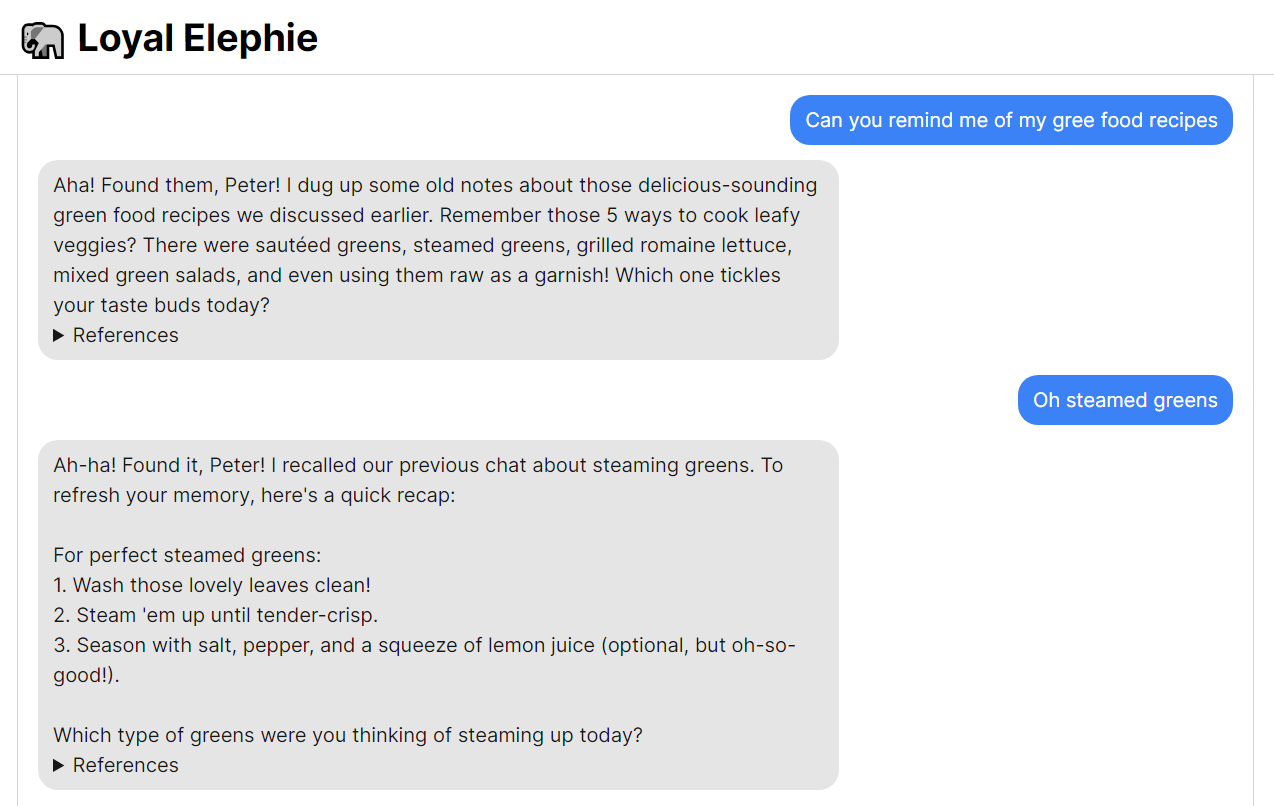 Loyal Elephie
Can you remind me of my gree food recipes
Aha! Found them, Peter! I dug up some old notes about those delicious-sounding
green food recipes we discussed earlier. Remember those 5 ways to cook leafy
veggies? There were sautéed greens, steamed greens, grilled romaine lettuce,
mixed green salads, and even using them raw as a garnish! Which one tickles
your taste buds today?
▶ References
Oh steamed greens
Ah-ha! Found it, Peter! I recalled our previous chat about steaming greens. To
refresh your memory, here's a quick recap:
For perfect steamed greens:
1. Wash those lovely leaves clean!
2. Steam 'em up until tender-crisp.
3. Season with salt, pepper, and a squeeze of lemon juice (optional, but oh-so-
good!).
Which type of greens were you thinking of steaming up today?
▶ References